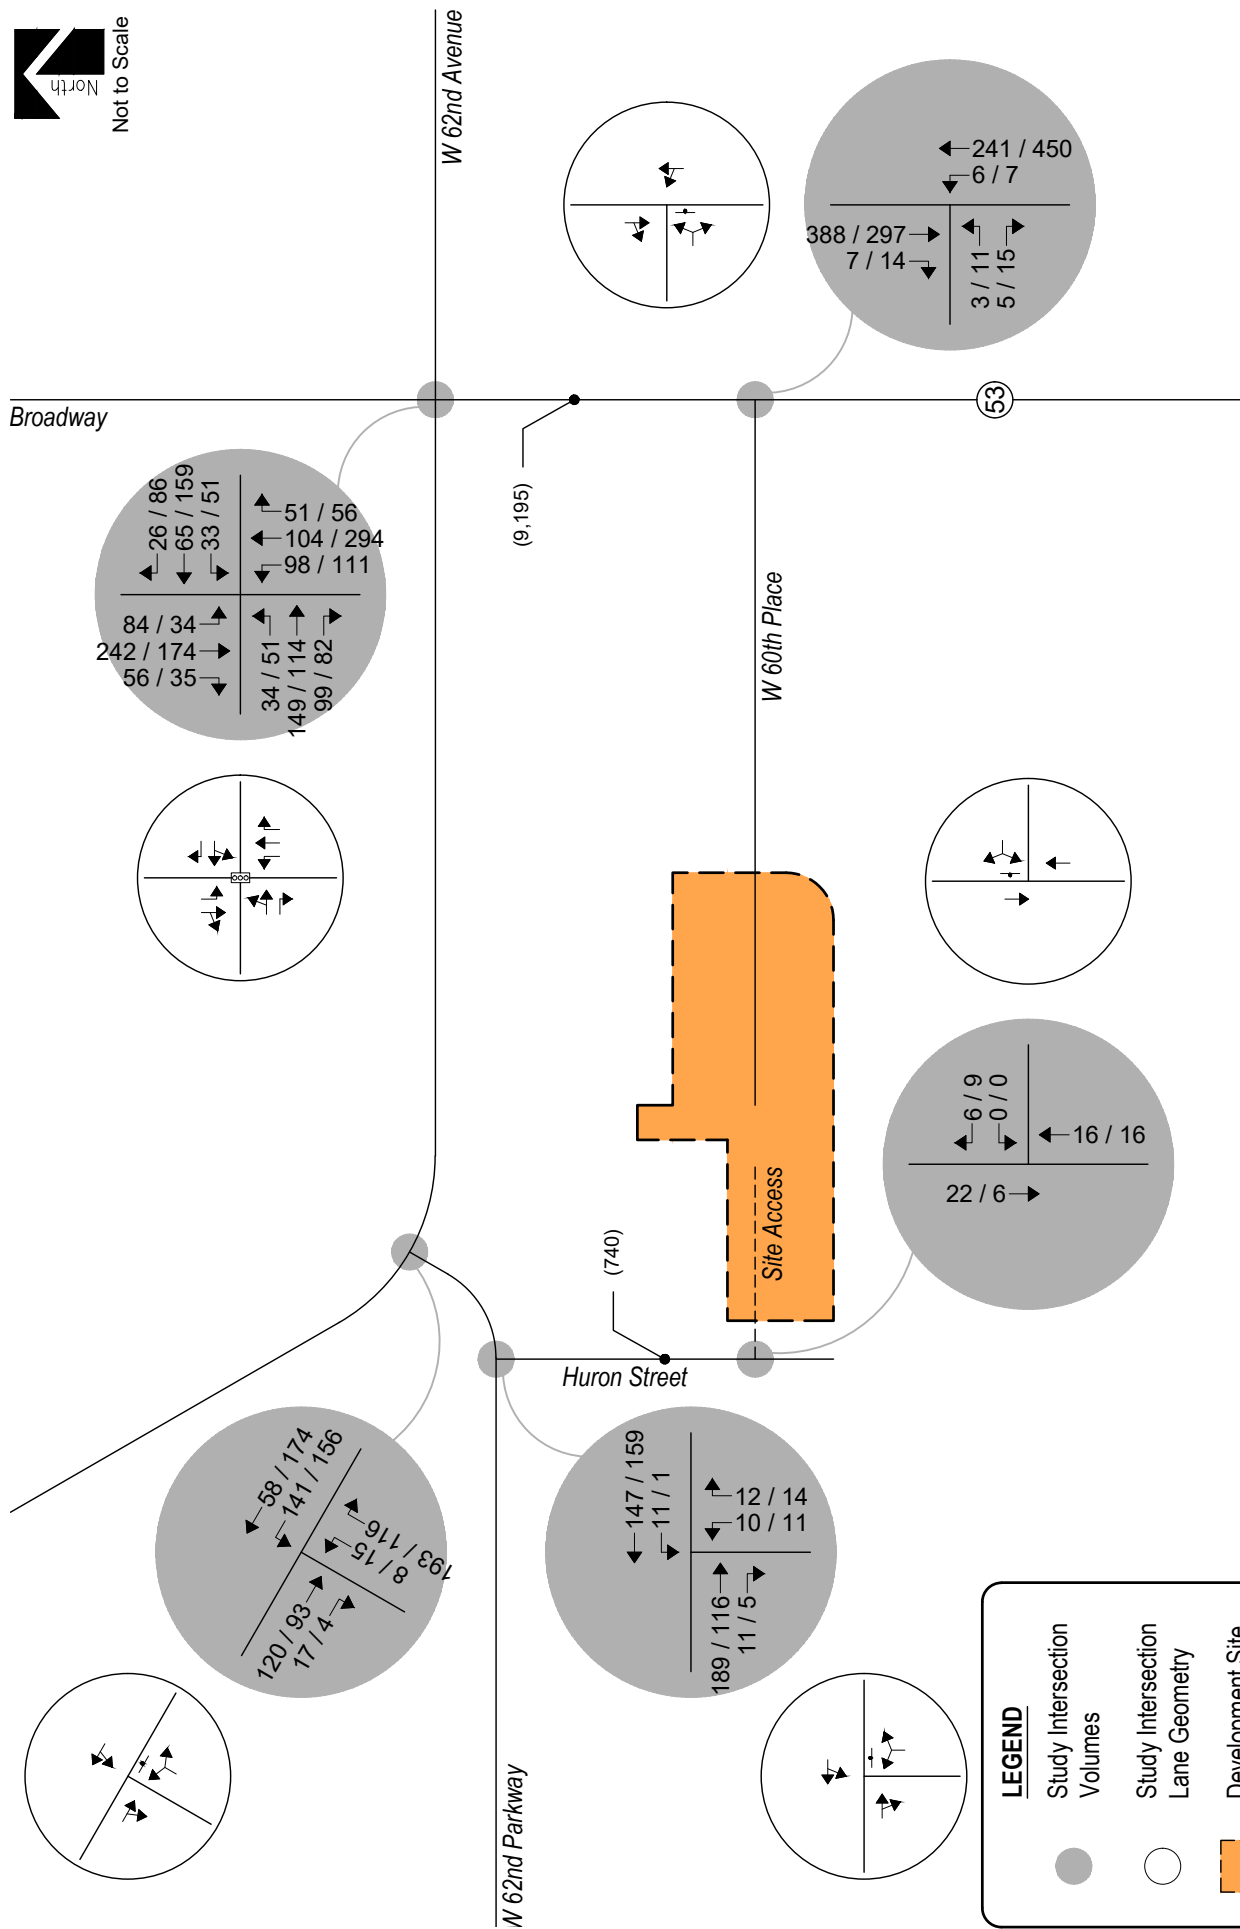 North
Not to Scale
W 62nd Avenue
241 / 450
6 / 7
388 / 297
7 / 14
3 / 11
5 / 15
Broadway
53
(9,195)
26 / 86
65 / 159
33 / 51
51 / 56
104 / 294
98 / 111
84 / 34
242 / 174
56 / 35
34 / 51
149 / 114
99 / 82
W 60th Place
6 / 9
0 / 0
16 / 16
22 / 6
Site Access
(740)
Huron Street
58 / 174
141 / 156
8 / 15
193 / 116
120 / 93
17 / 4
147 / 159
11 / 1
12 / 14
10 / 11
189 / 116
11 / 5
W 62nd Parkway
LEGEND
Study Intersection
Volumes
Study Intersection
Lane Geometry
Development Site